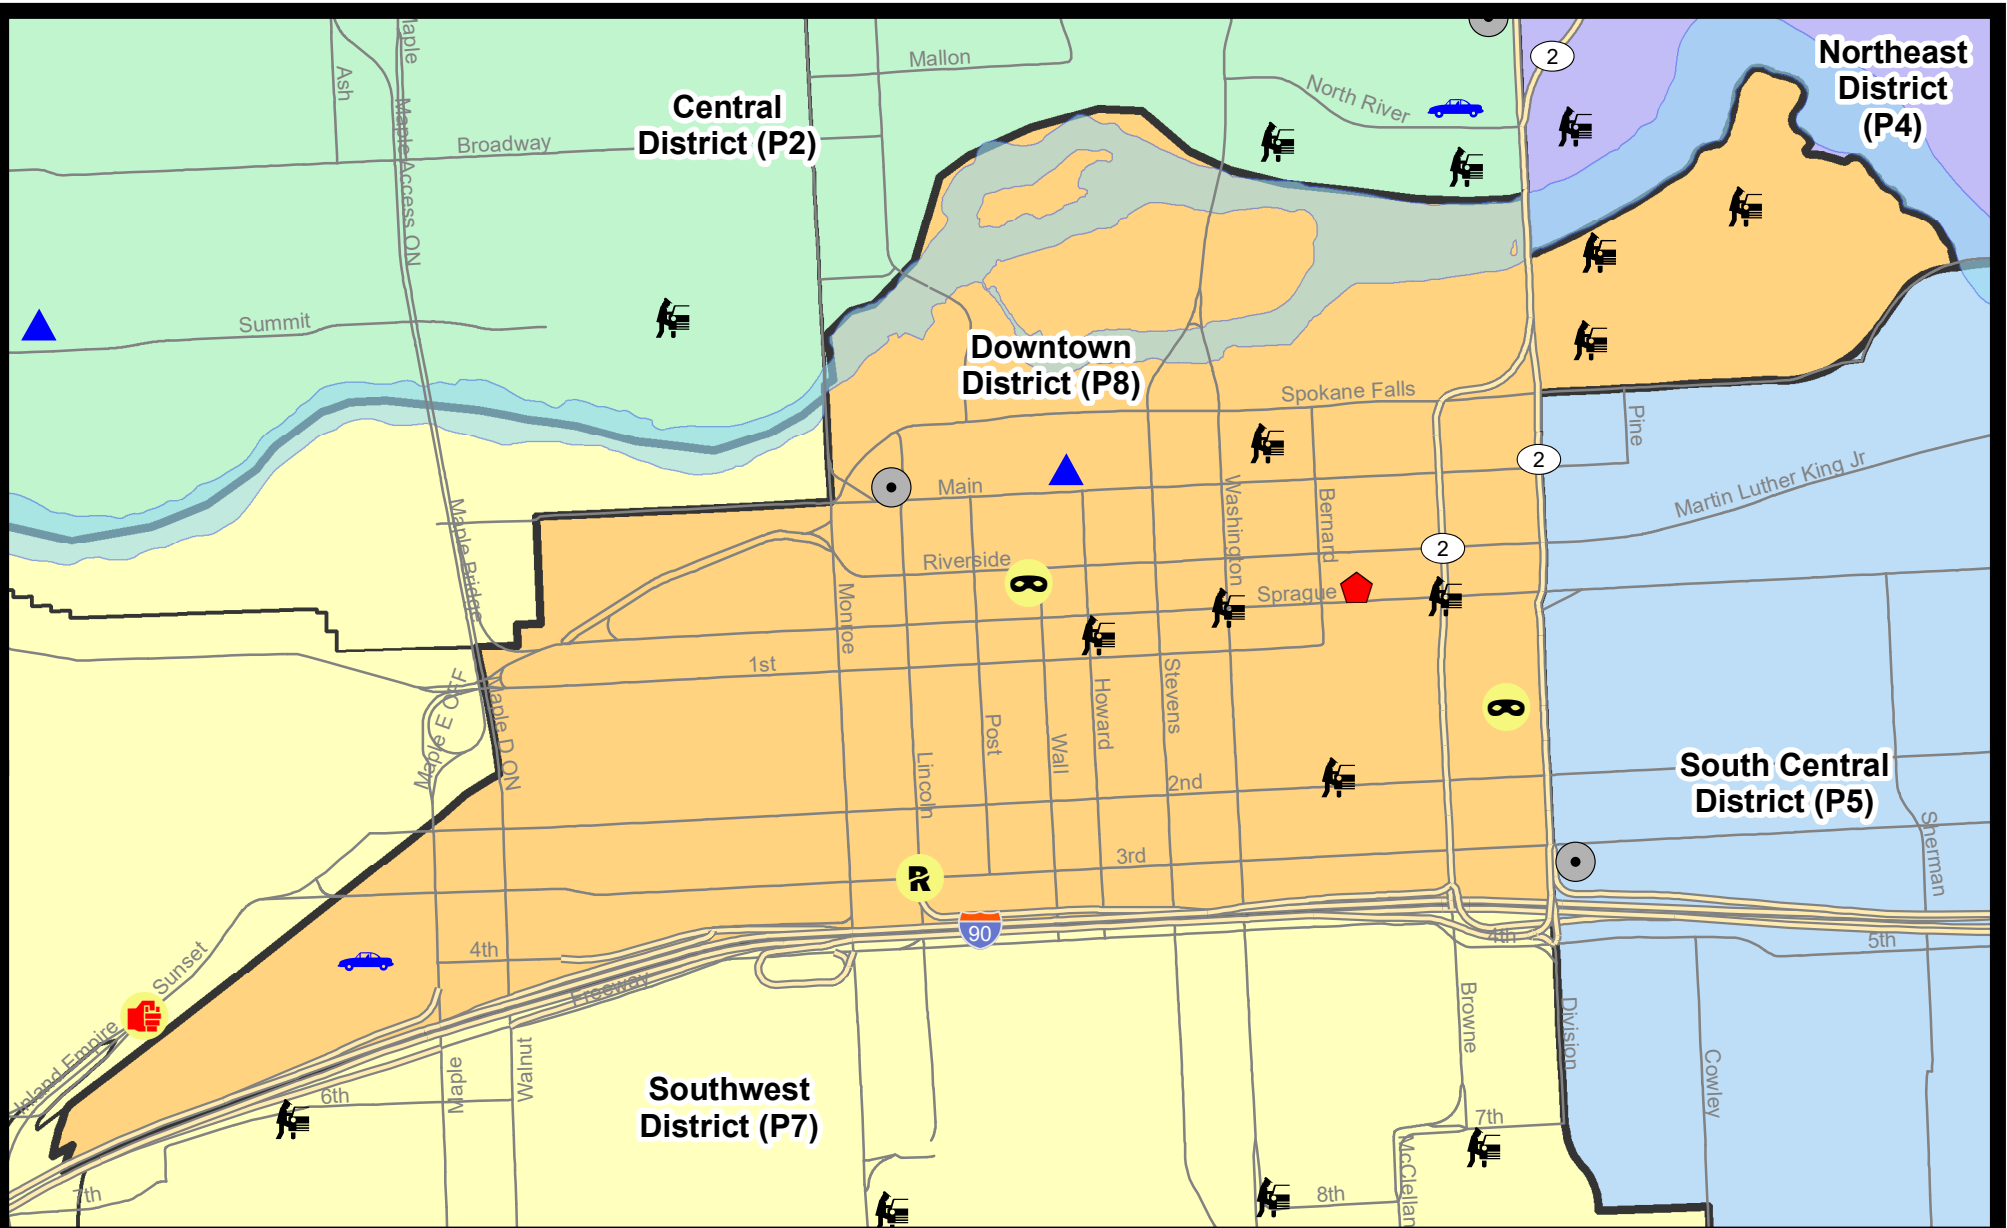 Maple
Mallon
2
Northeast
District
(P4)
Ash
North River
Central
District (P2)
Maple Access ON
Broadway
Summit
Downtown
District (P8)
Spokane Falls
Pine
2
Martin Luther King Jr
Main
Washington
Bernard
Maple Bridge
Riverside
2
Sprague
Monroe
1st
Maple E OFF
Maple D ON
Stevens
Howard
Post
Wall
Lincoln
2nd
South Central
District (P5)
Sherman
3rd
R
90
4th
4th
5th
Sunset
Freeway
Inland Empire
Browne
Division
Walnut
Maple
Cowley
6th
Southwest
District (P7)
7th
McClellan
7th
8th